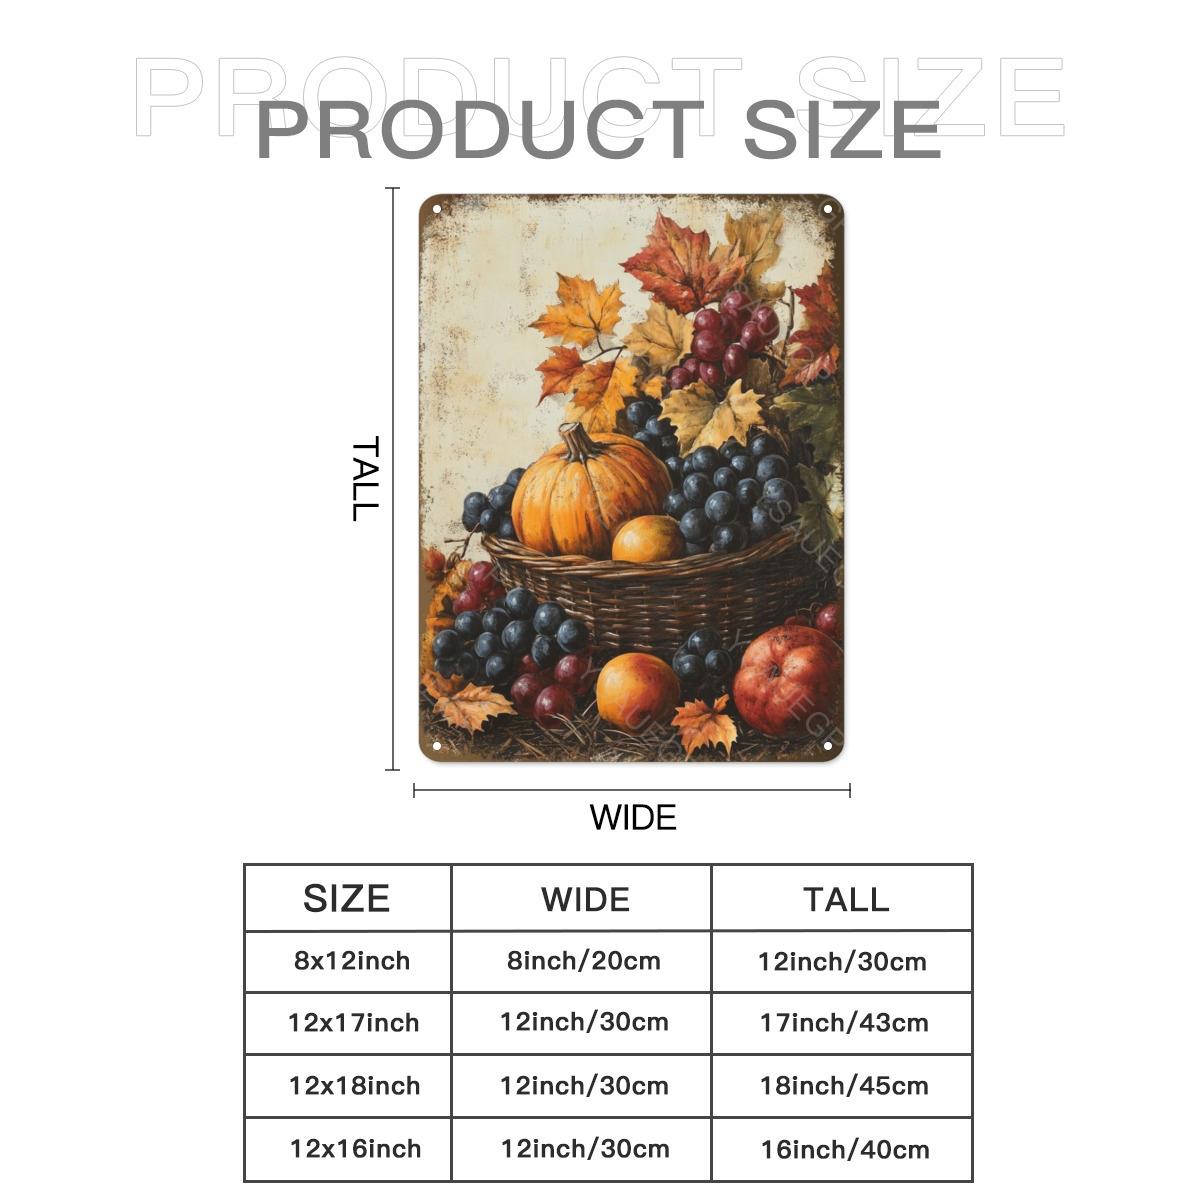 PRODUCT SIZE
PRODUCT SIZE
TALL
WIDE
SIZE WIDE TALL
8x12inch 8inch/20cm 12inch/30cm
12x17inch 12inch/30cm 17inch/43cm
12x18inch 12inch/30cm 18inch/45cm
12x16inch 12inch/30cm 16inch/40cm